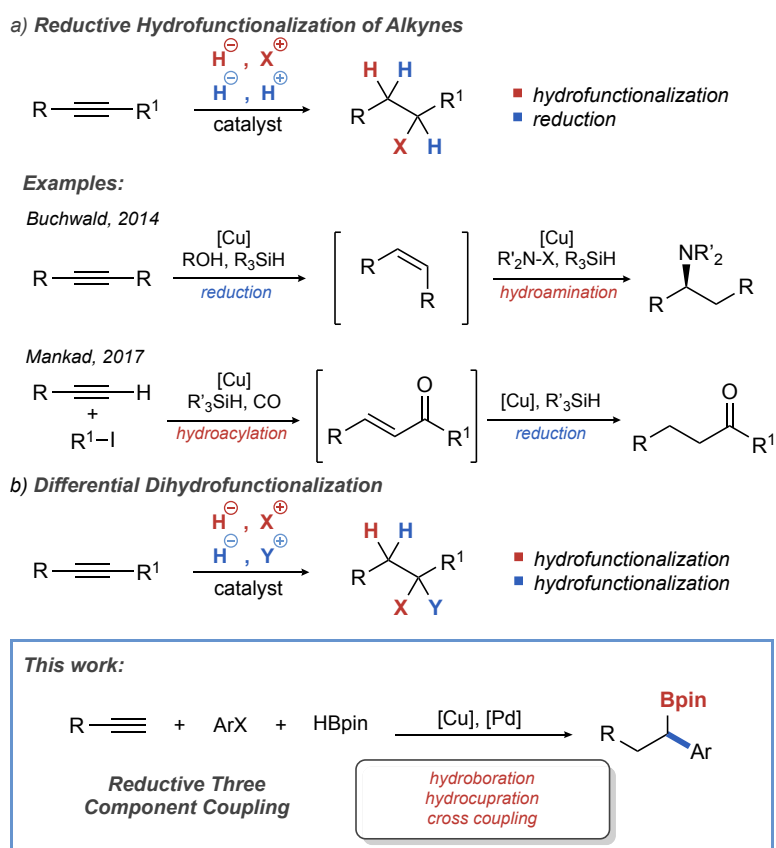 a) Reductive Hydrofunctionalization of Alkynes
H⊖ , X⊕
H⊖ , H⊕
R R¹
catalyst
H H
R R¹
X H
■ hydrofunctionalization
■ reduction
Examples:
Buchwald, 2014
R R
[Cu]
ROH, R₃SiH
reduction
R
R
[Cu]
R'₂N-X, R₃SiH
hydroamination
NR'₂
R R
Mankad, 2017
R H
+
R¹–I
[Cu]
R'₃SiH, CO
hydroacylation
O
R R¹
[Cu], R'₃SiH
reduction
O
R R¹
b) Differential Dihydrofunctionalization
H⊖ , X⊕
H⊖ , Y⊕
R R¹
catalyst
H H
R R¹
X Y
■ hydrofunctionalization
■ hydrofunctionalization
This work:
R + ArX + HBpin
[Cu], [Pd]
Bpin
R
Ar
Reductive Three
Component Coupling
hydroboration
hydrocupration
cross coupling